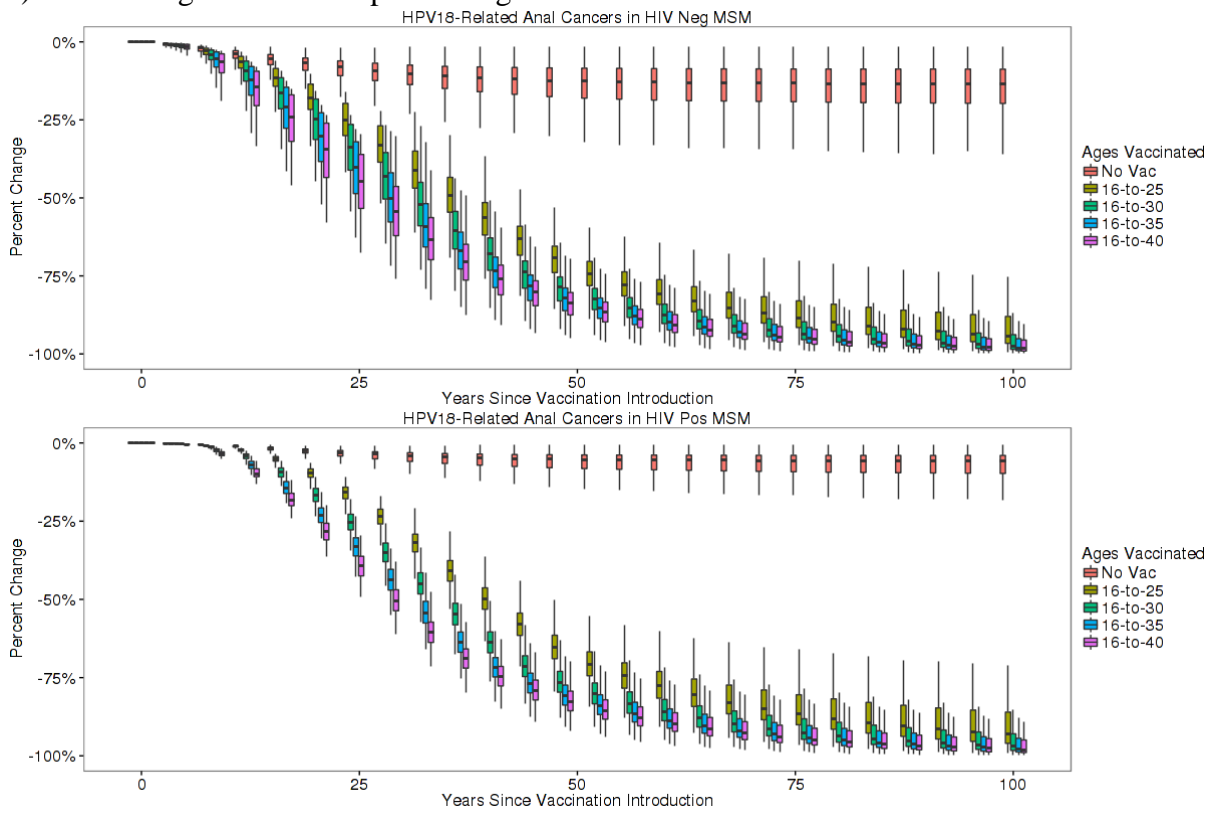 HPV18-Related Anal Cancers in HIV Neg MSM
0%
-25%
-50%
-75%
-100%
Percent Change
0 25 50 75 100
Years Since Vaccination Introduction
Ages Vaccinated
No Vac
16-to-25
16-to-30
16-to-35
16-to-40
HPV18-Related Anal Cancers in HIV Pos MSM
0%
-25%
-50%
-75%
-100%
Percent Change
0 25 50 75 100
Years Since Vaccination Introduction
Ages Vaccinated
No Vac
16-to-25
16-to-30
16-to-35
16-to-40